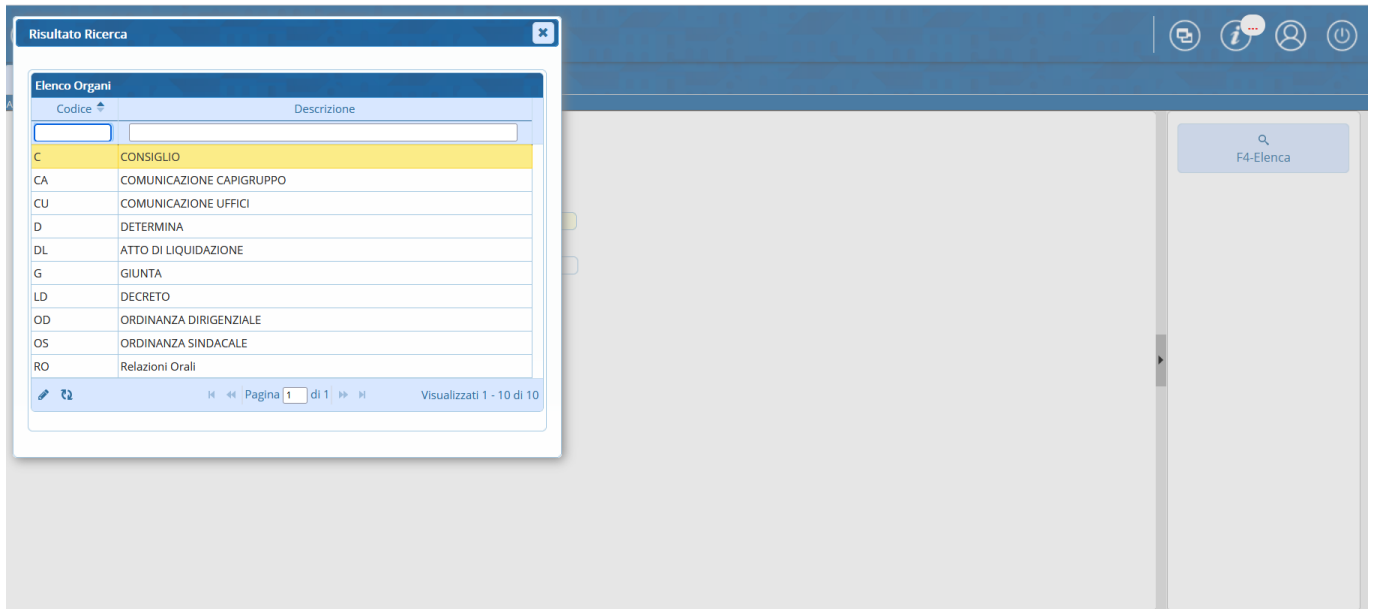 Risultato Ricerca
...
Elenco Organi
Codice Descrizione
C CONSIGLIO
CA COMUNICAZIONE CAPIGRUPPO
CU COMUNICAZIONE UFFICI
D DETERMINA
DL ATTO DI LIQUIDAZIONE
G GIUNTA
LD DECRETO
OD ORDINANZA DIRIGENZIALE
OS ORDINANZA SINDACALE
RO Relazioni Orali
Pagina 1 di 1 Visualizzati 1 - 10 di 10
F4-Elenca